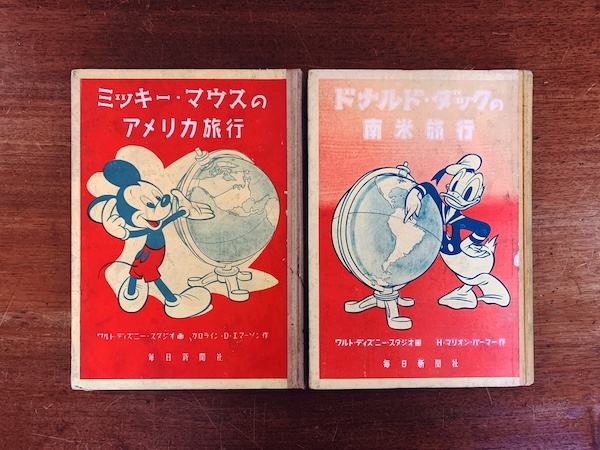 ミッキー・マウスの
アメリカ旅行
ワルト・ディズニー・スタジオ画 カロライン・D・エマーソン作
毎日新聞社
ドナルド・ダックの
南米旅行
ワルト・ディズニー・スタジオ画 H・マリオン・パーマー作
毎日新聞社